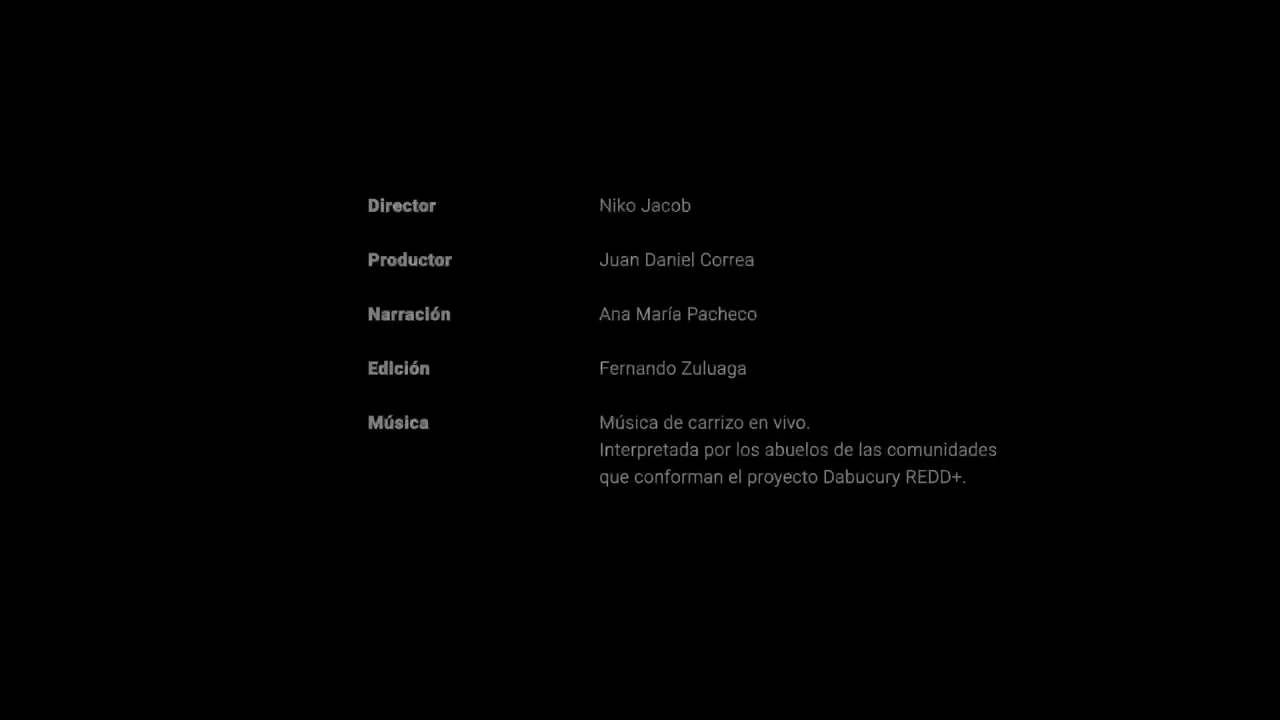 Director Niko Jacob
Productor Juan Daniel Correa
Narración Ana María Pacheco
Edición Fernando Zuluaga
Música Música de carrizo en vivo.
Interpretada por los abuelos de las comunidades
que conforman el proyecto Dabucury REDD+.